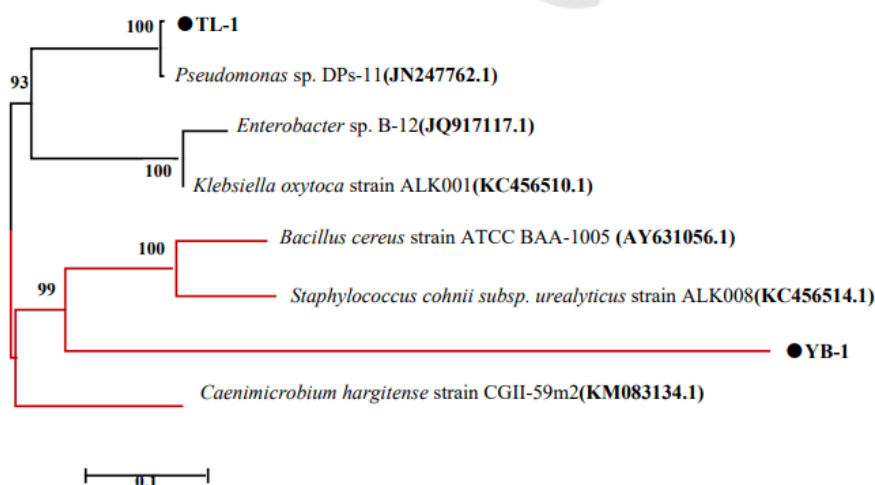 100 ●TL-1
93
Pseudomonas sp. DPs-11(JN247762.1)
Enterobacter sp. B-12(JQ917117.1)
100
Klebsiella oxytoca strain ALK001(KC456510.1)
Bacillus cereus strain ATCC BAA-1005 (AY631056.1)
100
99
Staphylococcus cohnii subsp. urealyticus strain ALK008(KC456514.1)
●YB-1
Caenimicrobium hargitense strain CGII-59m2(KM083134.1)
0.1